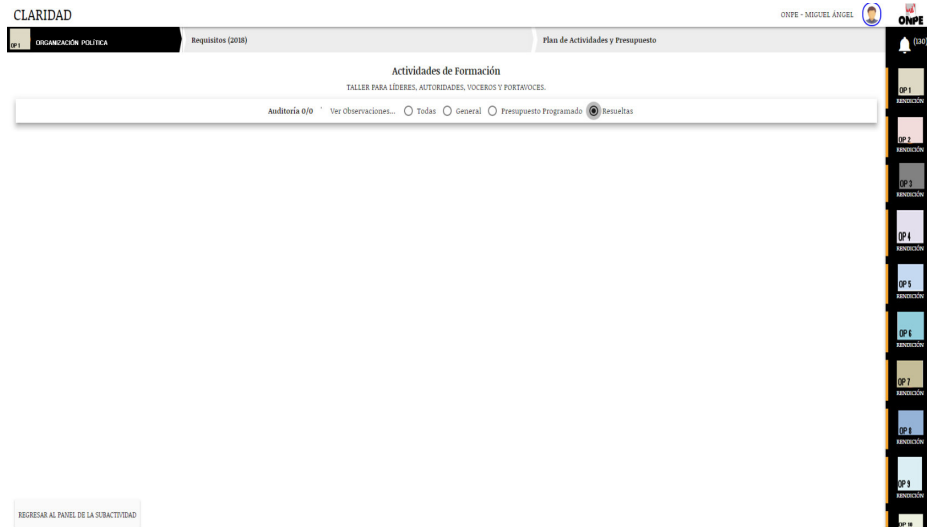 CLARIDAD
ONPE - MIGUEL ÁNGEL
ONPE
OP 1 ORGANIZACIÓN POLÍTICA
Requisitos (2018)
Plan de Actividades y Presupuesto
(130)
Actividades de Formación
TALLER PARA LÍDERES, AUTORIDADES, VOCEROS Y PORTAVOCES.
Auditoría 0/0 Ver Observaciones... Todas General Presupuesto Programado Resueltas
OP 1
RENDICIÓN
OP 2
RENDICIÓN
OP 3
RENDICIÓN
OP 4
RENDICIÓN
OP 5
RENDICIÓN
OP 6
RENDICIÓN
OP 7
RENDICIÓN
OP 8
RENDICIÓN
OP 9
RENDICIÓN
OP 10
REGRESAR AL PANEL DE LA SUBACTIVIDAD